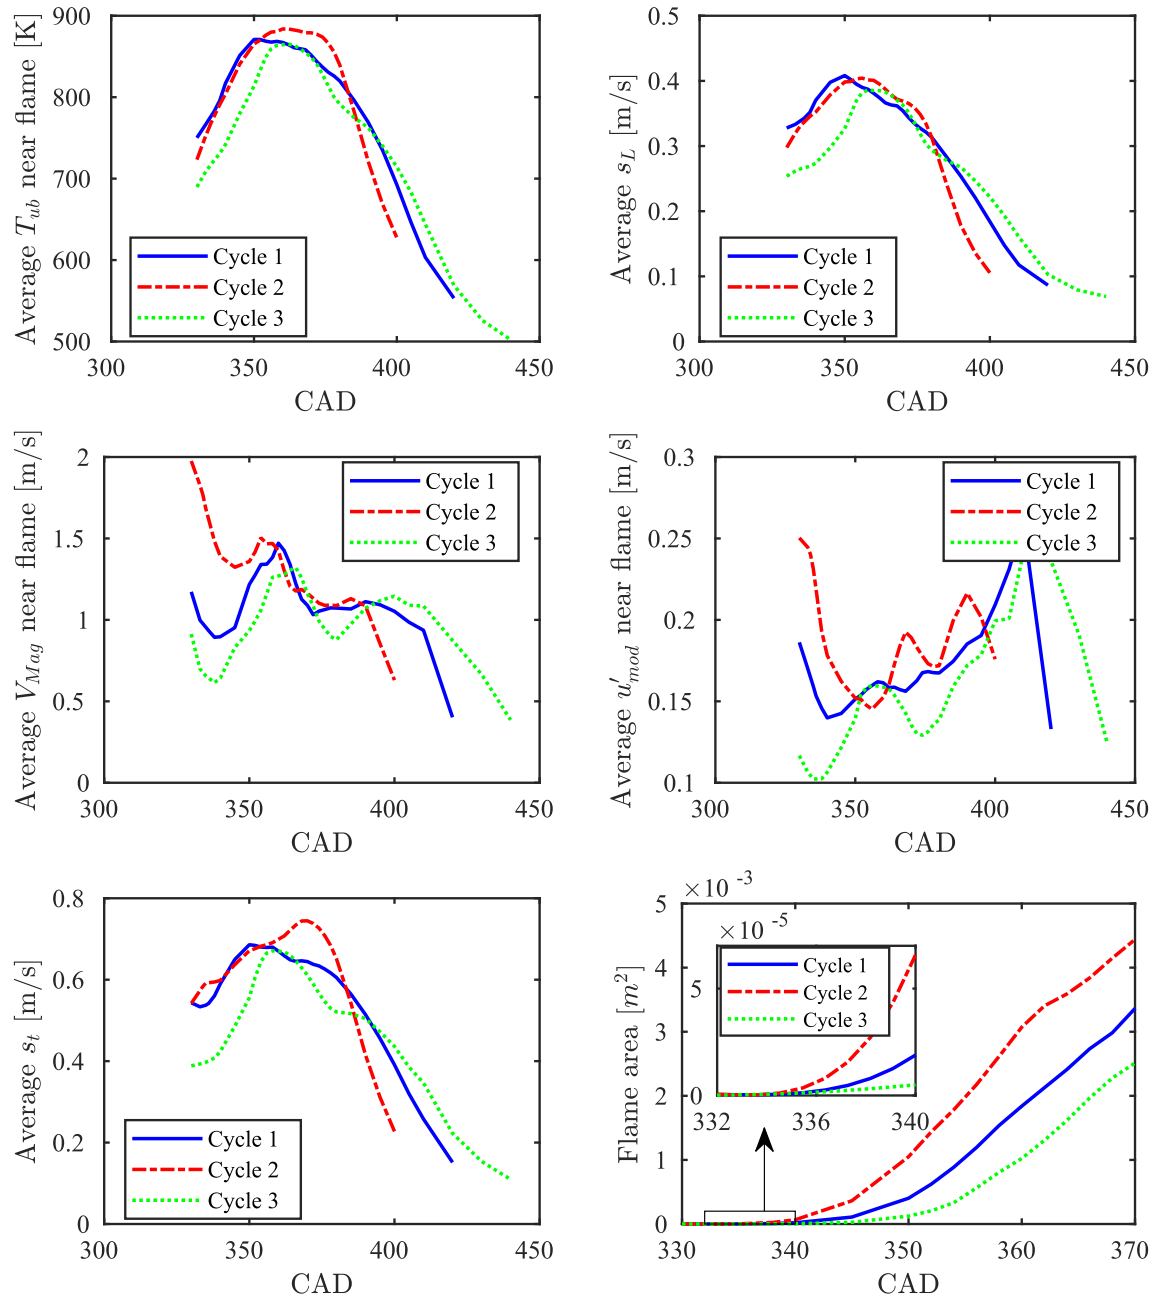 Average T_ub near flame [K]
900
800
700
600
500
Cycle 1
Cycle 2
Cycle 3
300 350 400 450
CAD
Average s_L [m/s]
0.5
0.4
0.3
0.2
0.1
0
Cycle 1
Cycle 2
Cycle 3
300 350 400 450
CAD
Average V_Mag near flame [m/s]
2
1.5
1
0.5
0
Cycle 1
Cycle 2
Cycle 3
300 350 400 450
CAD
Average u'_mod near flame [m/s]
0.3
0.25
0.2
0.15
0.1
Cycle 1
Cycle 2
Cycle 3
300 350 400 450
CAD
Average s_t [m/s]
0.8
0.6
0.4
0.2
0
Cycle 1
Cycle 2
Cycle 3
300 350 400 450
CAD
Flame area [m²]
×10 -3
5
4
3
2
1
0
×10 -5
5
0
Cycle 1
Cycle 2
Cycle 3
332 336 340
330 340 350 360 370
CAD